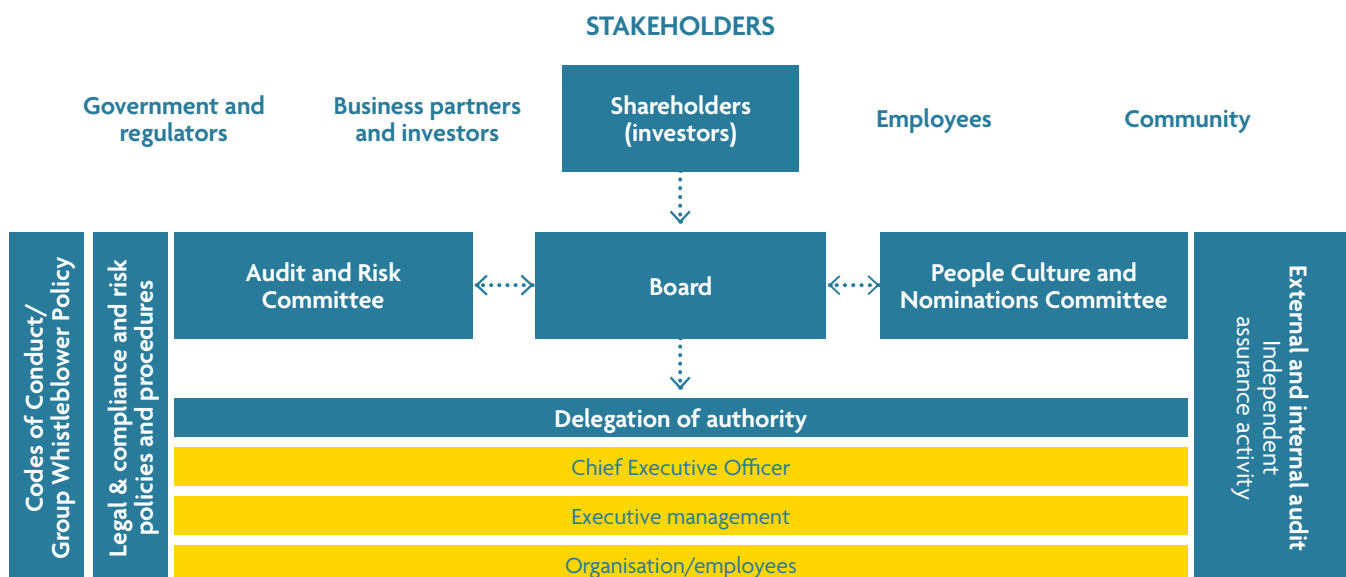 STAKEHOLDERS
Government and
regulators
Business partners
and investors
Shareholders
(investors)
Employees
Community
Codes of Conduct/
Group Whistleblower Policy
Legal & compliance and risk
policies and procedures
Audit and Risk
Committee
Board
People Culture and
Nominations Committee
External and internal audit
Independent
assurance activity
Delegation of authority
Chief Executive Officer
Executive management
Organisation/employees